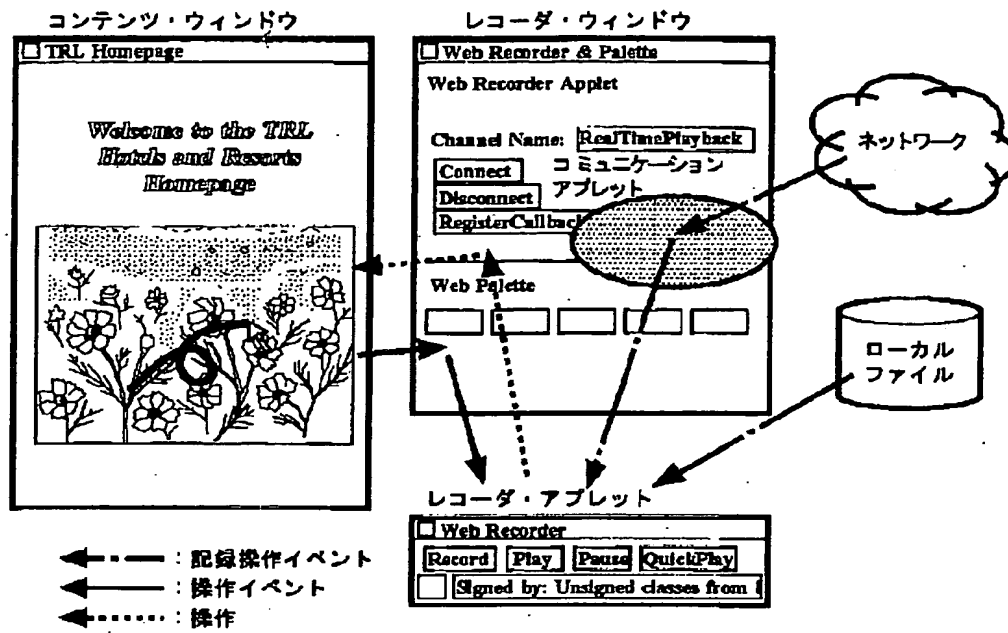 コンテンツ・ウィンドウ
TRL Homepage
Welcome to the TRL
Hotels and Resorts
Homepage
レコーダ・ウィンドウ
Web Recorder & Palette
Web Recorder Applet
Channel Name: RealTimePlayback
Connect
コミュニケーション
アプレット
Disconnect
RegisterCallback
Web Palette
ネットワーク
ローカル
ファイル
レコーダ・アプレット
Web Recorder
Record Play Pause QuickPlay
Signed by: Unsigned classes from
：記録操作イベント
：操作イベント
：操作